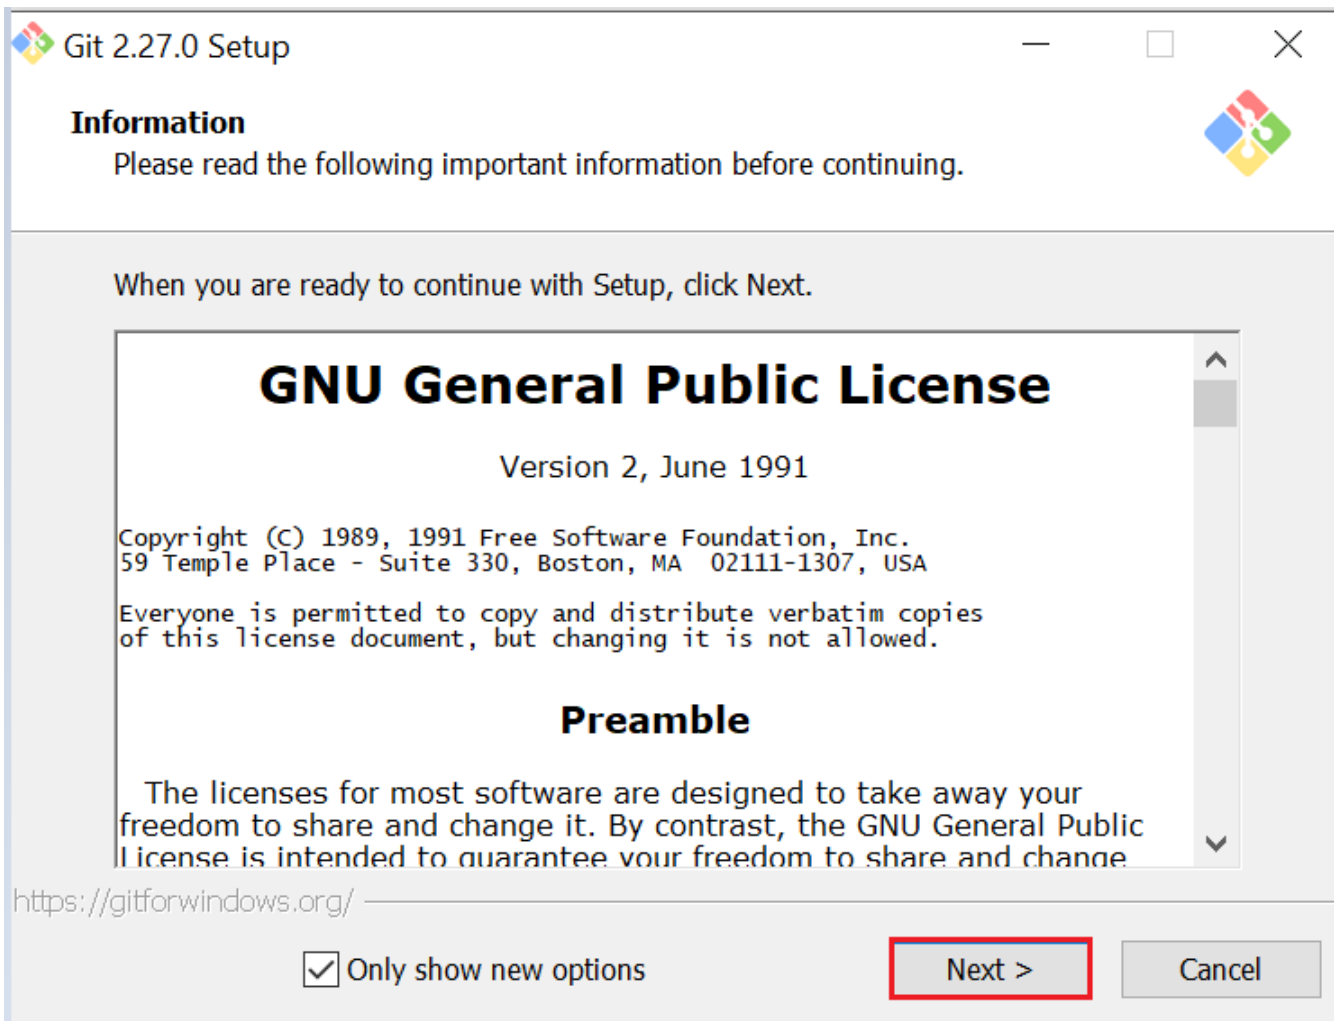 Git 2.27.0 Setup
Information
Please read the following important information before continuing.
When you are ready to continue with Setup, click Next.
GNU General Public License
Version 2, June 1991
Copyright (C) 1989, 1991 Free Software Foundation, Inc.
59 Temple Place - Suite 330, Boston, MA  02111-1307, USA
Everyone is permitted to copy and distribute verbatim copies
of this license document, but changing it is not allowed.
Preamble
The licenses for most software are designed to take away your
freedom to share and change it. By contrast, the GNU General Public
License is intended to guarantee your freedom to share and change
https://gitforwindows.org/
Only show new options
Next >
Cancel